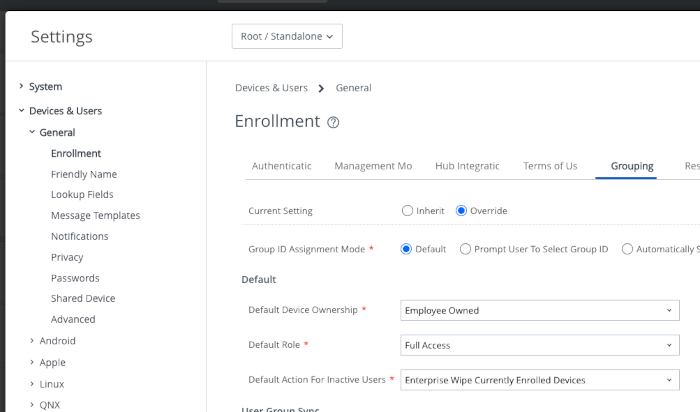 Settings
Root / Standalone
System
Devices & Users
General
Enrollment
Friendly Name
Lookup Fields
Message Templates
Notifications
Privacy
Passwords
Shared Device
Advanced
Android
Apple
Linux
QNX
Devices & Users General
Enrollment
Authenticatic Management Mo Hub Integratic Terms of Us Grouping Res
Current Setting Inherit Override
Group ID Assignment Mode * Default Prompt User To Select Group ID Automatically S
Default
Default Device Ownership * Employee Owned
Default Role * Full Access
Default Action For Inactive Users * Enterprise Wipe Currently Enrolled Devices
User Group Sync